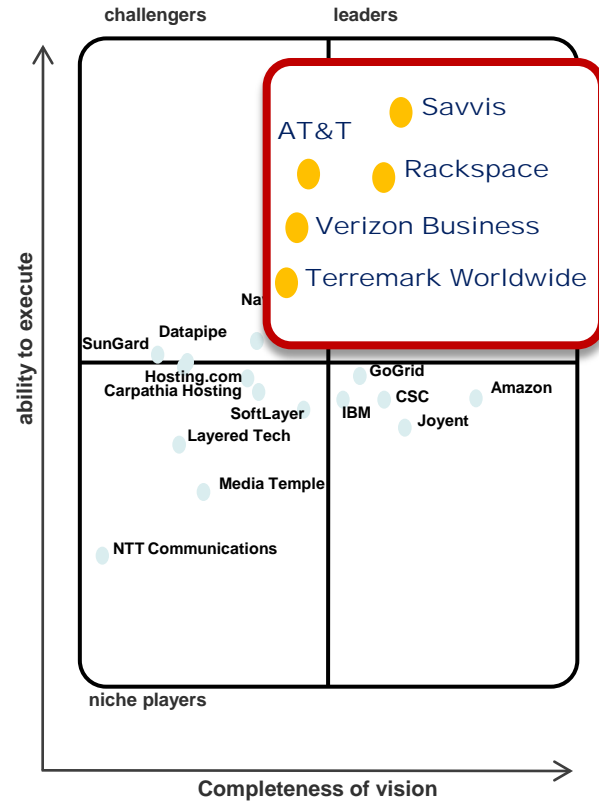 challengers
leaders
Savvis
AT&T
Rackspace
Verizon Business
Terremark Worldwide
Datapipe
SunGard
Hosting.com
GoGrid
Carpathia Hosting
CSC
Amazon
SoftLayer
IBM
Joyent
Layered Tech
Media Temple
NTT Communications
niche players
ability to execute
Completeness of vision